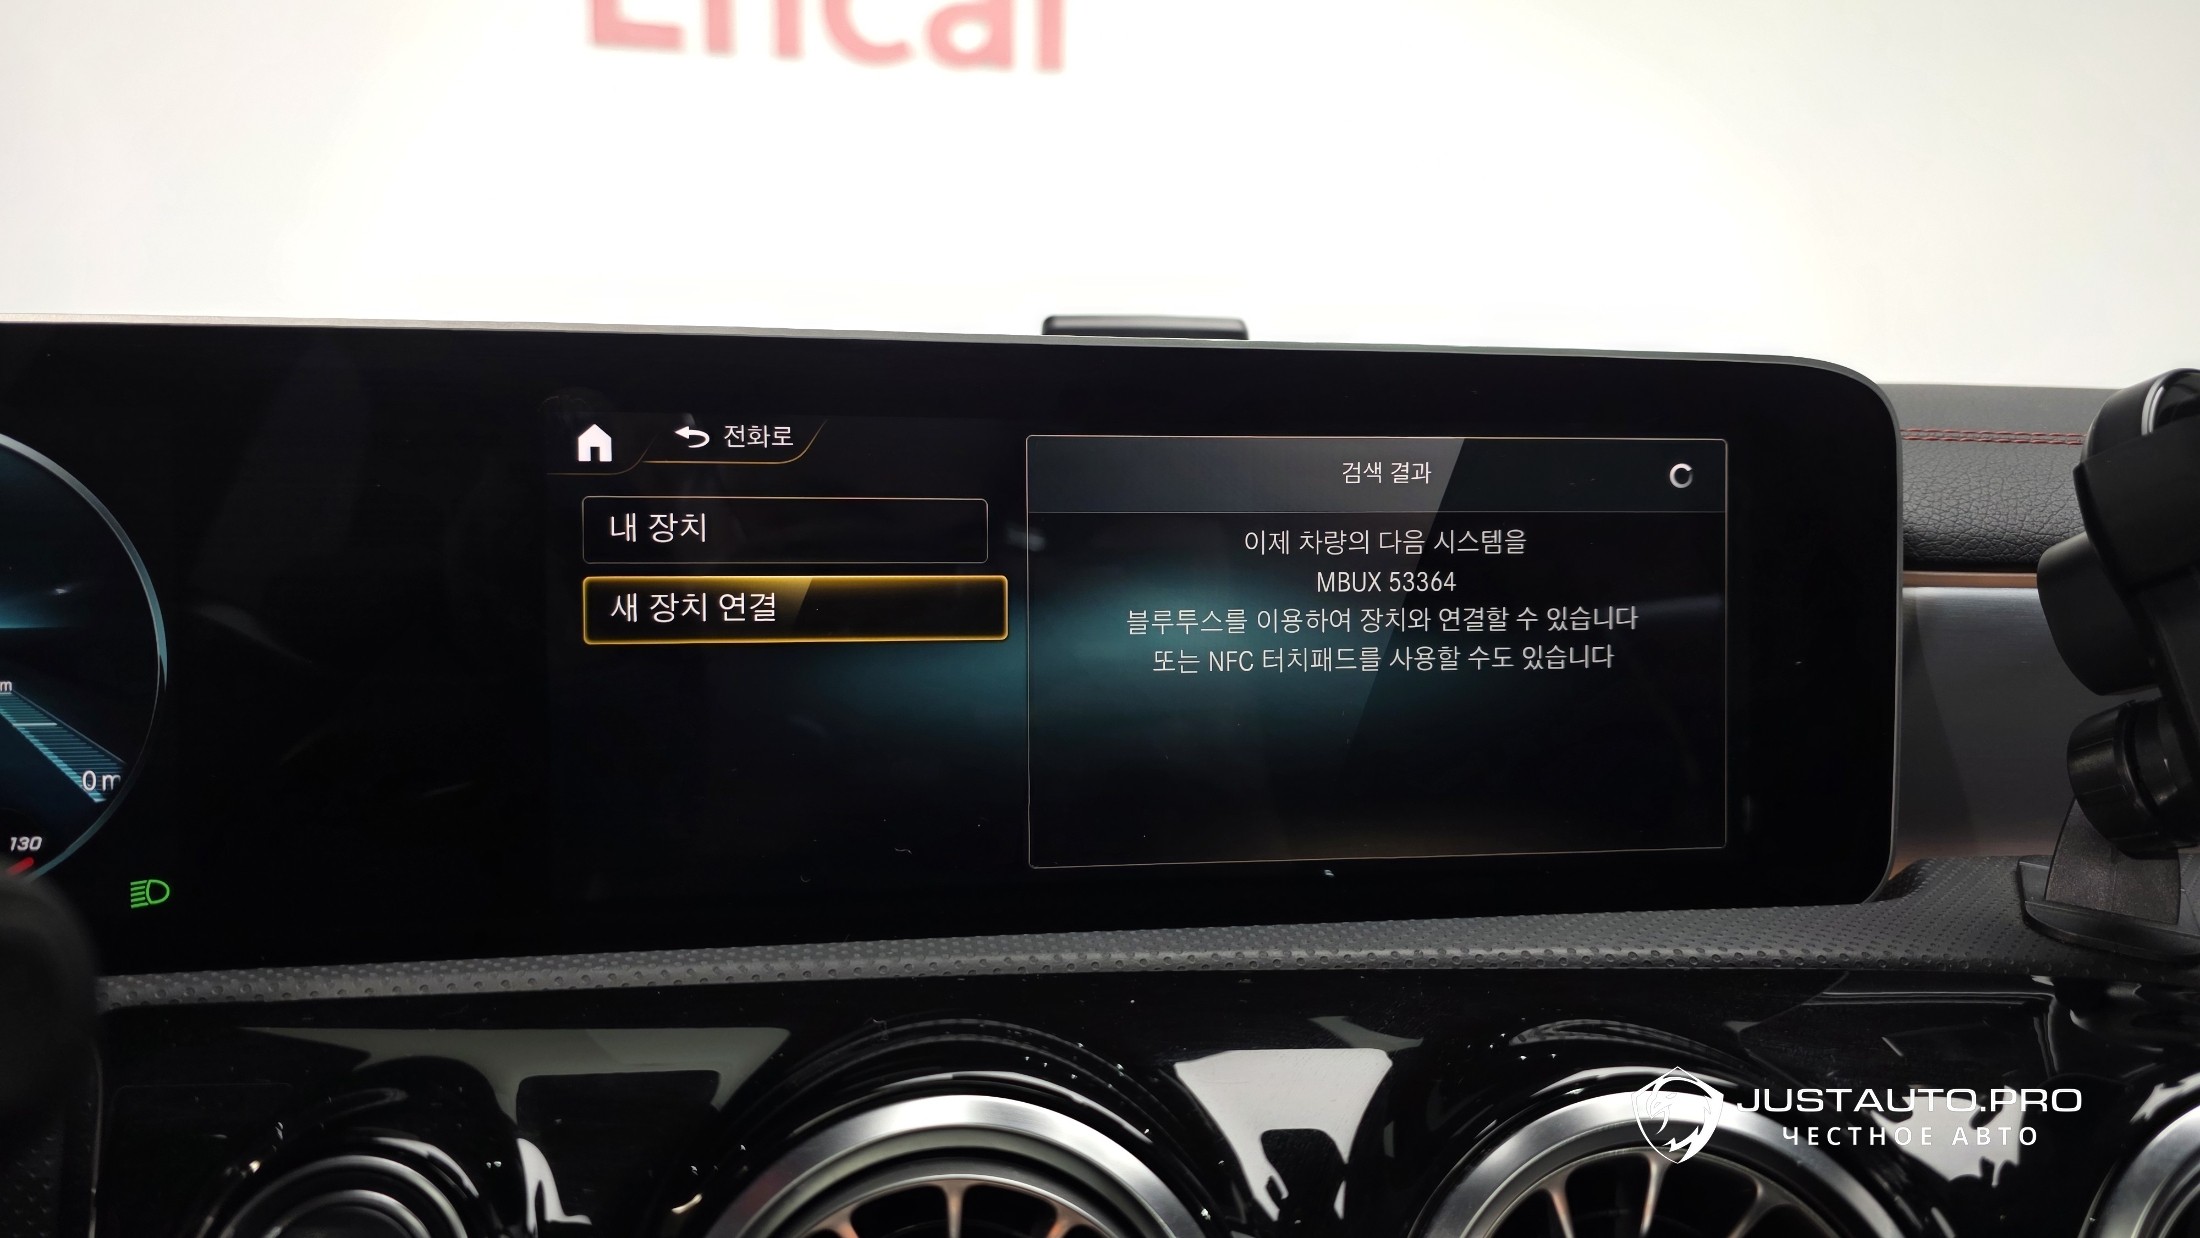 Encar
전화로
내 장치
새 장치 연결
검색 결과
이제 차량의 다음 시스템을
MBUX 53364
블루투스를 이용하여 장치와 연결할 수 있습니다
또는 NFC 터치패드를 사용할 수도 있습니다
m
0 m
130
JUSTAUTO.PRO
ЧЕСТНОЕ АВТО